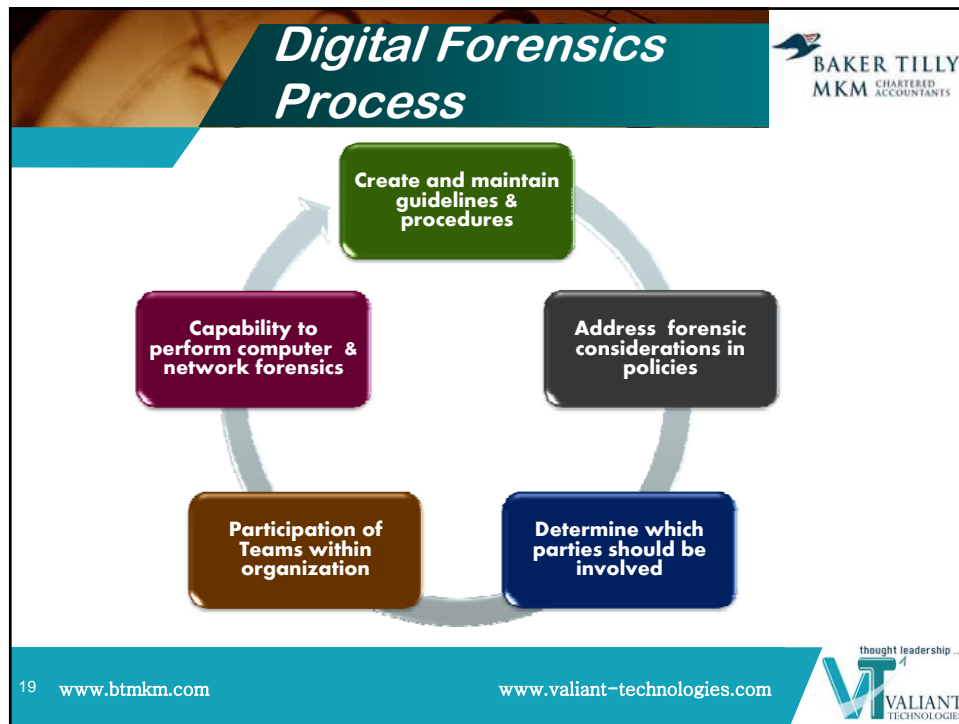 Digital Forensics
Process
BAKER TILLY
MKM CHARTERED
ACCOUNTANTS
Create and maintain
guidelines &
procedures
Capability to
perform computer &
network forensics
Address forensic
considerations in
policies
Participation of
Teams within
organization
Determine which
parties should be
involved
19 www.btmkm.com
www.valiant-technologies.com
thought leadership ..
VT
VALIANT
TECHNOLOGIES